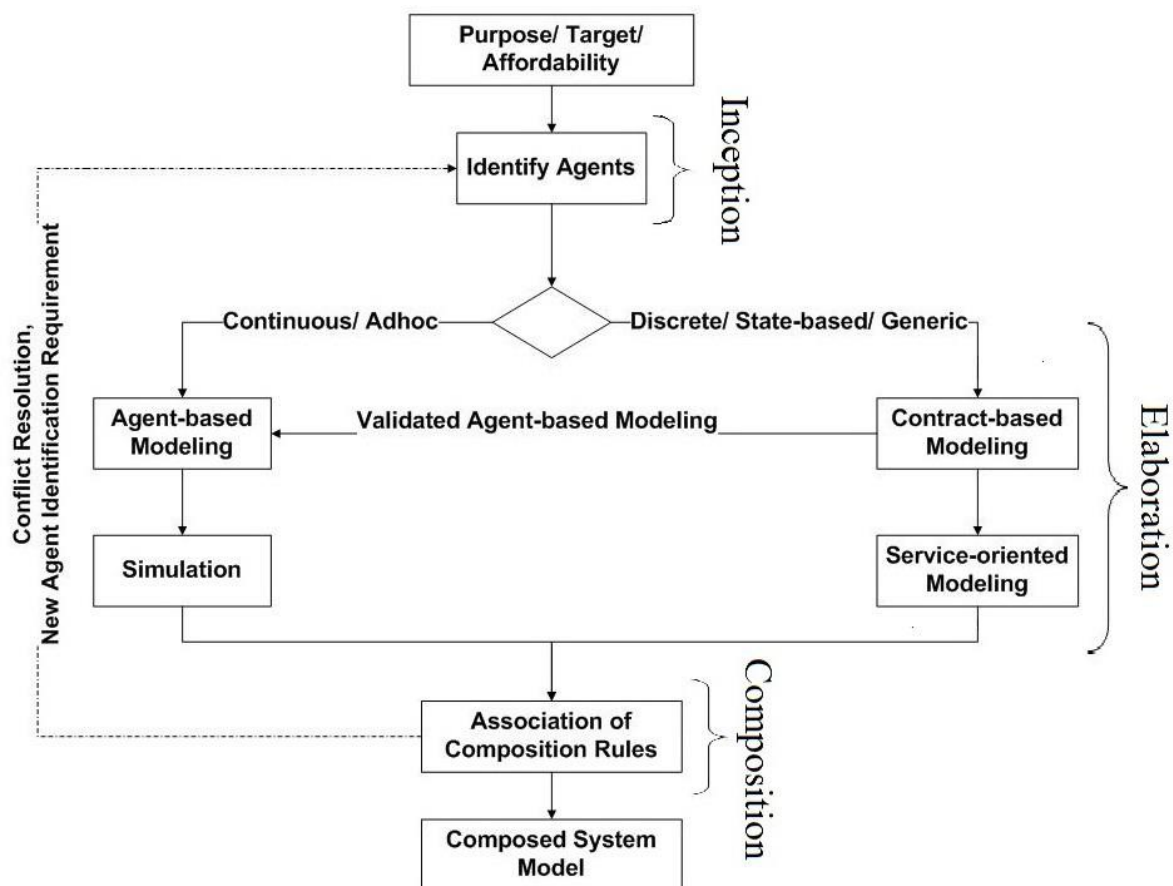 Purpose/ Target/
Affordability
Inception
Identify Agents
Continuous/ Adhoc
Discrete/ State-based/ Generic
Conflict Resolution,
New Agent Identification Requirement
Agent-based
Modeling
Validated Agent-based Modeling
Contract-based
Modeling
Elaboration
Simulation
Service-oriented
Modeling
Composition
Association of
Composition Rules
Composed System
Model